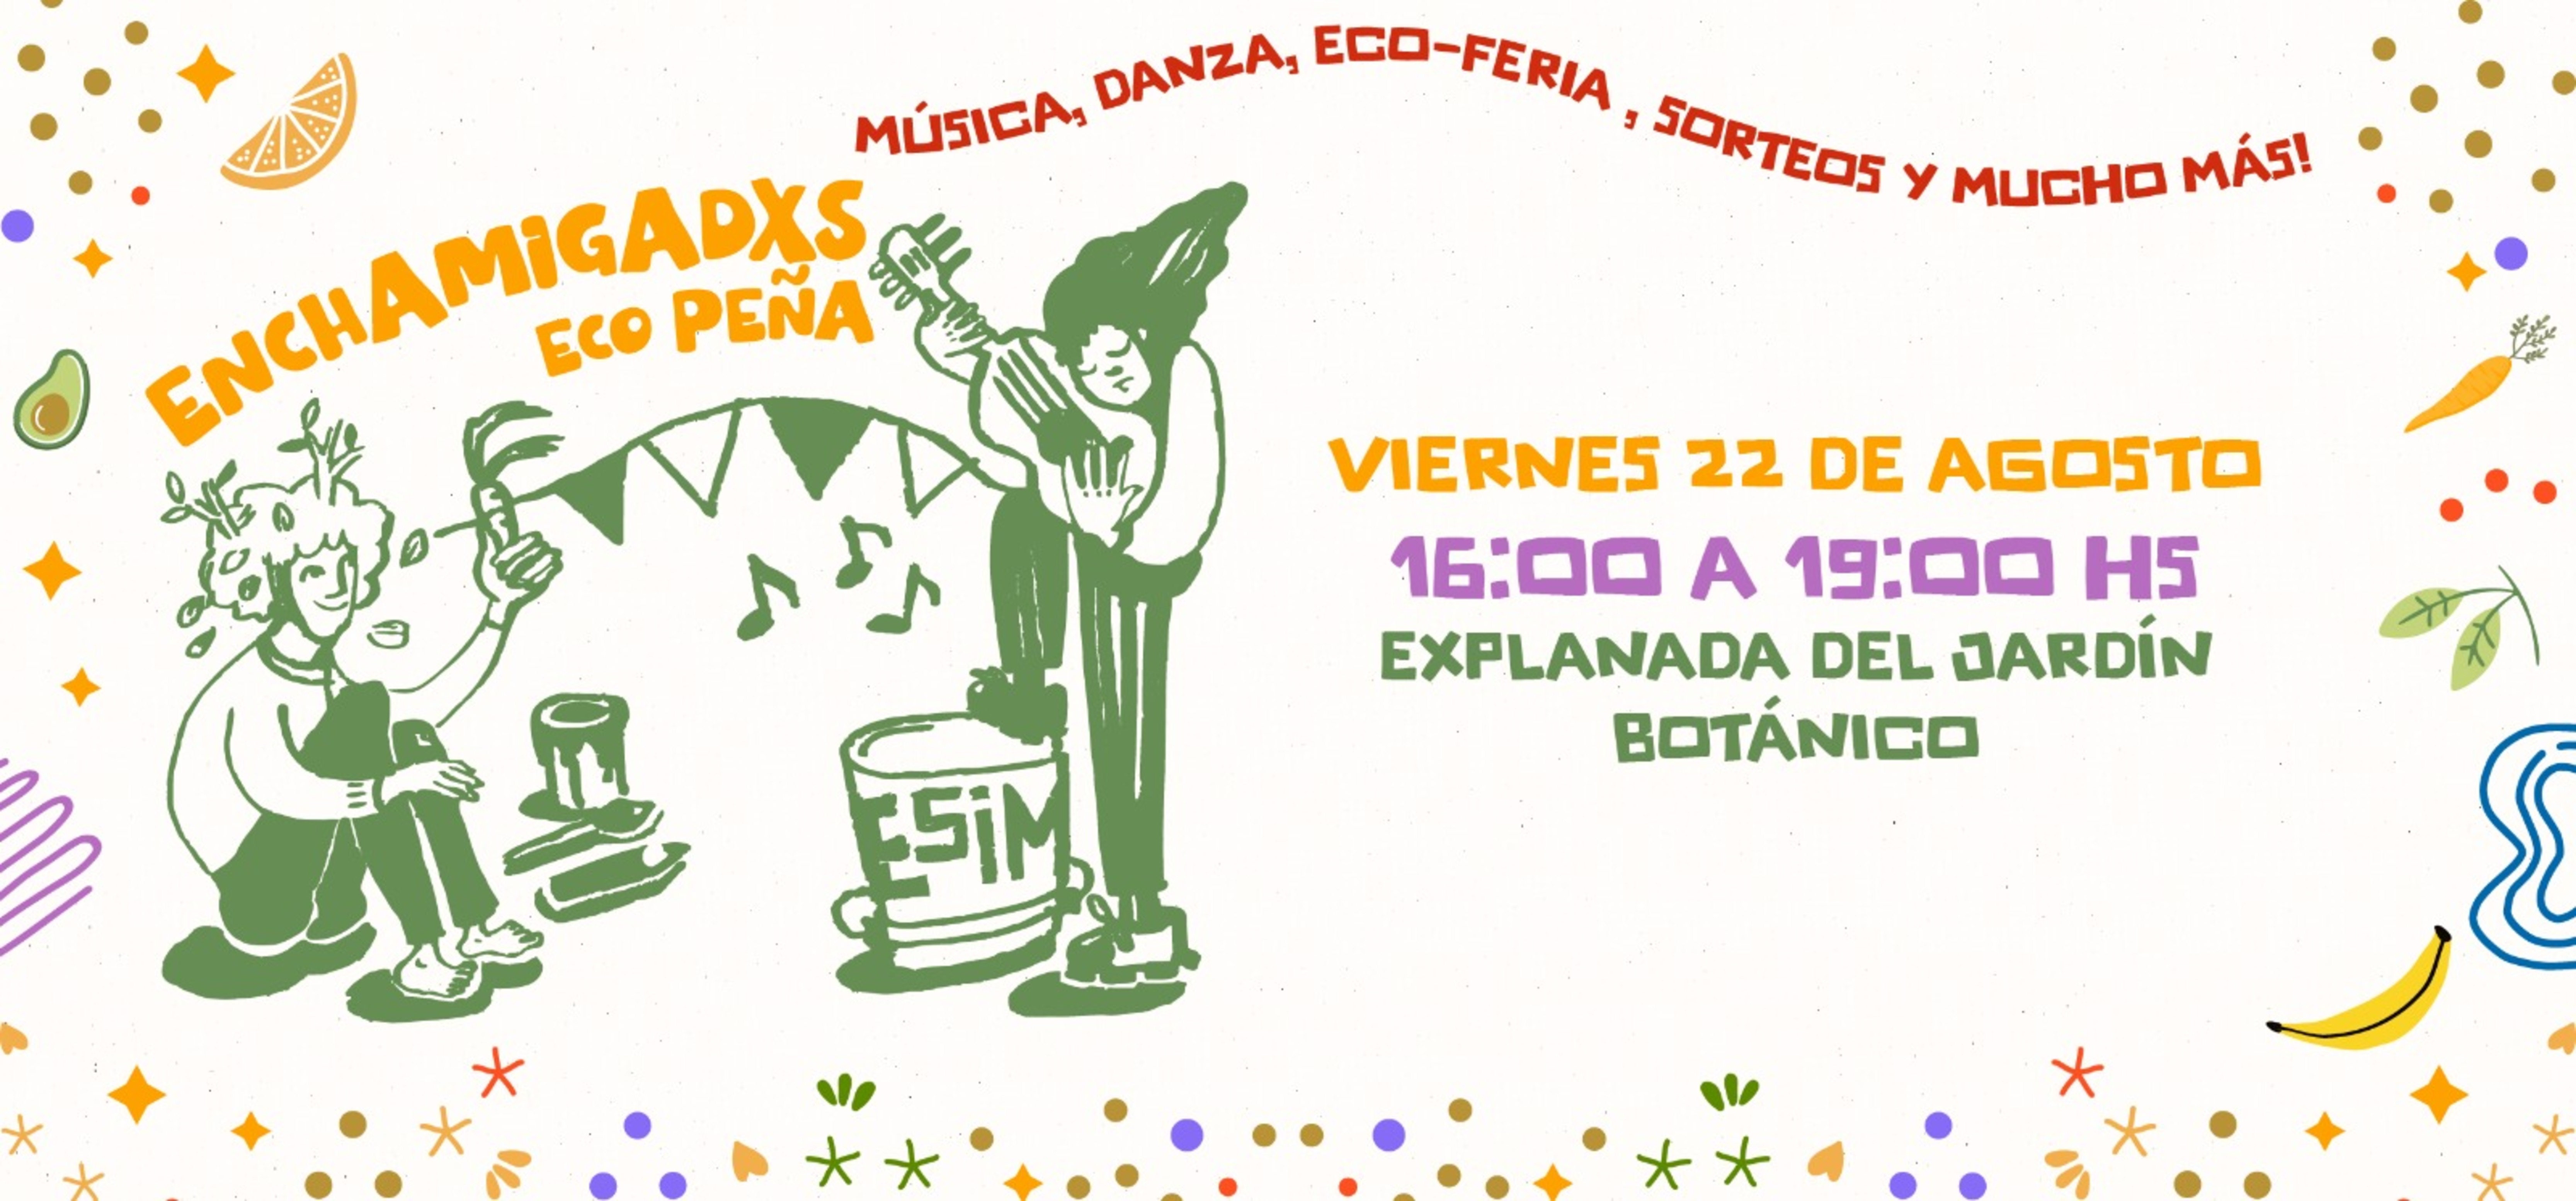 MÚSICA, DANZA, ECO-FERIA , SORTEOS Y MUCHO MÁS!
ENCHAMIGADXS
ECO PEÑA
VIERNES 22 DE AGOSTO
16:00 A 19:00 HS
EXPLANADA DEL JARDÍN
BOTÁNICO
ESIM